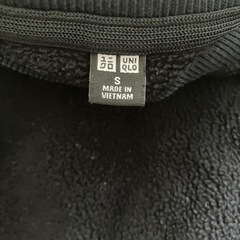 ユニ UNI
クロ QLO
S
MADE IN
VIETNAM